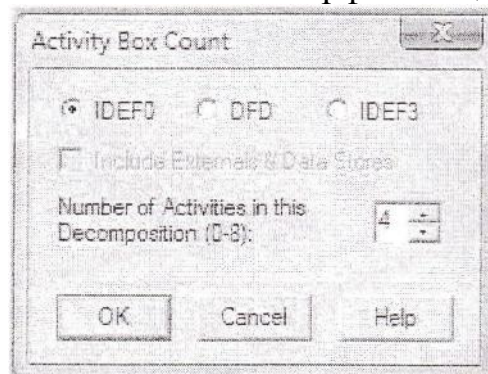 Activity Box Count
IDEF0 DFD IDEF3
Include Externals & Data Stores
Number of Activities in this
Decomposition (0-8):
4
OK Cancel Help